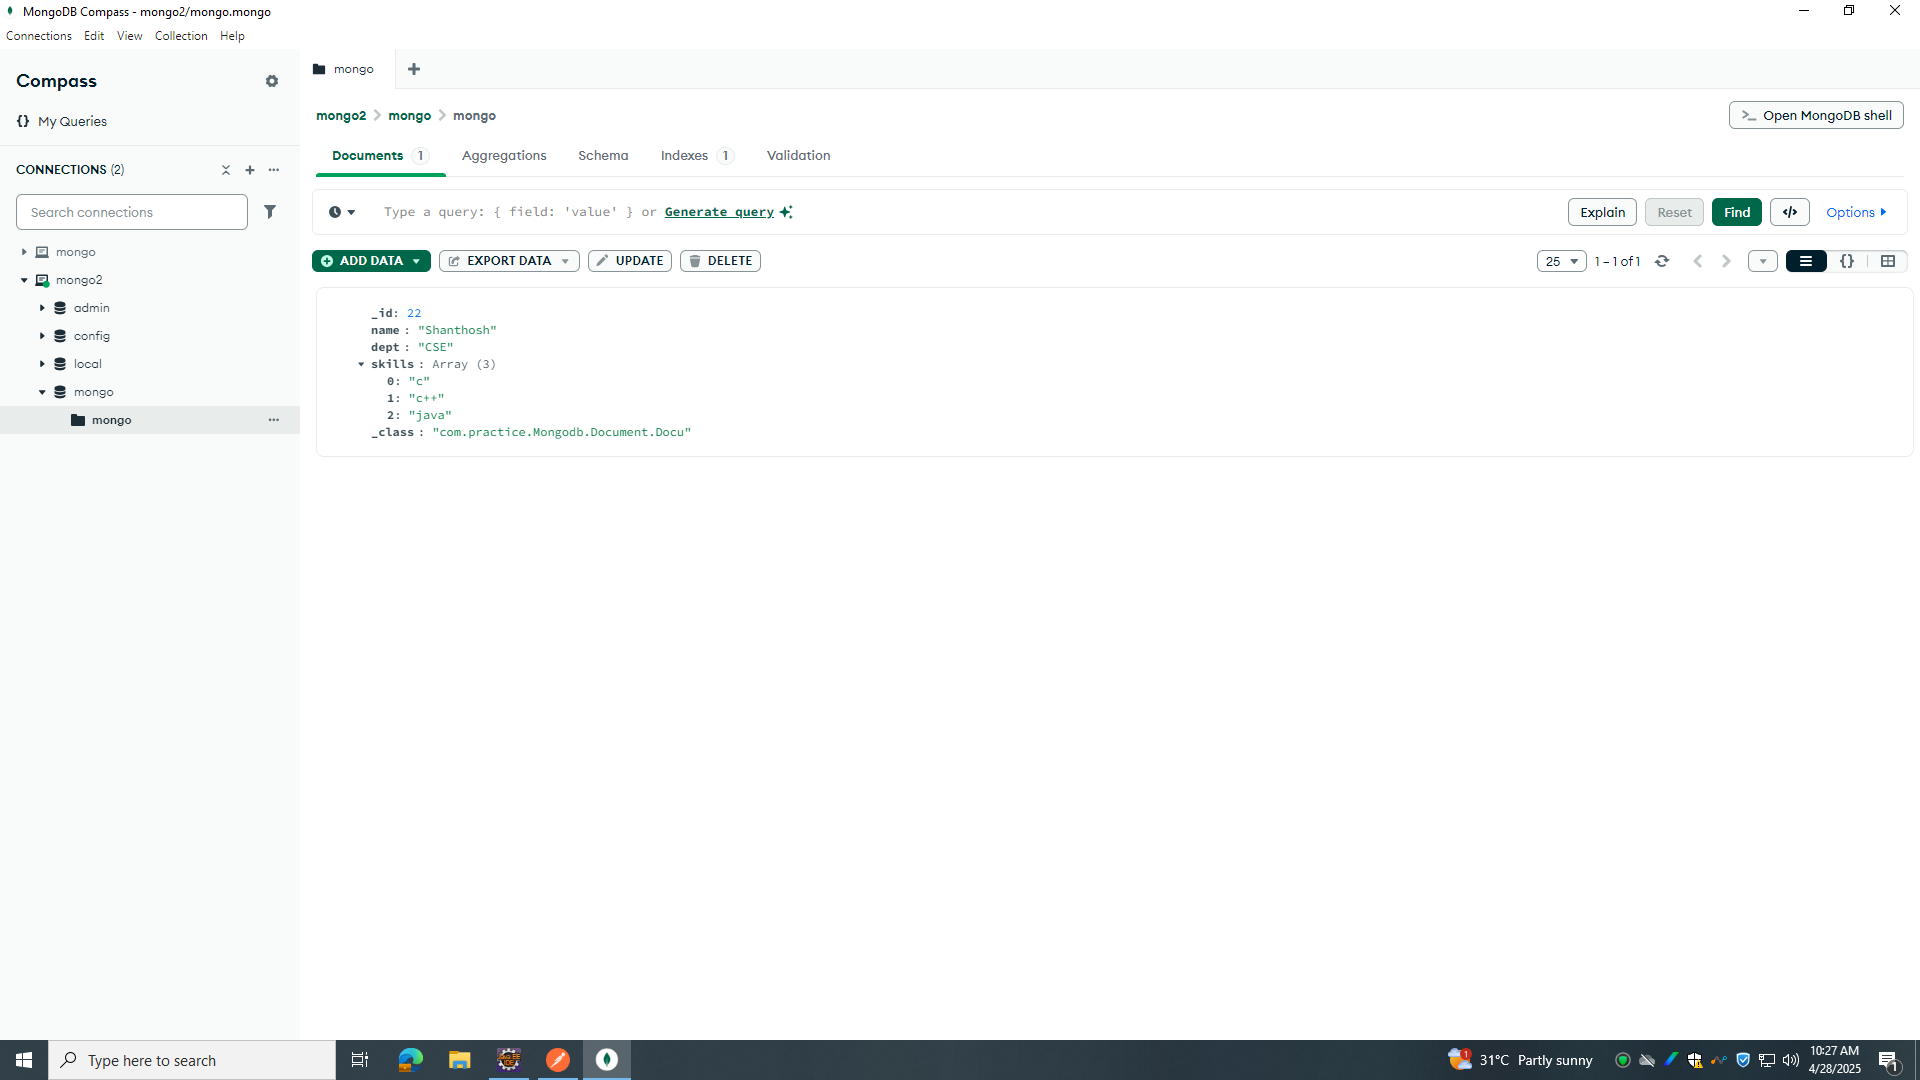 MongoDB Compass - mongo2/mongo.mongo
Connections Edit View Collection Help
Compass
{} My Queries
CONNECTIONS (2)
Search connections
mongo
mongo2
admin
config
local
mongo
mongo
mongo
mongo2 > mongo > mongo
>_ Open MongoDB shell
Documents 1 Aggregations Schema Indexes 1 Validation
Type a query: { field: 'value' } or Generate query
Explain Reset Find </> Options
ADD DATA EXPORT DATA UPDATE DELETE
25 1 – 1 of 1 {}
_id: 22
name : "Shanthosh"
dept : "CSE"
skills : Array (3)
0: "c"
1: "c++"
2: "java"
_class : "com.practice.Mongodb.Document.Docu"
Type here to search
1 31°C Partly sunny
10:27 AM
4/28/2025
1